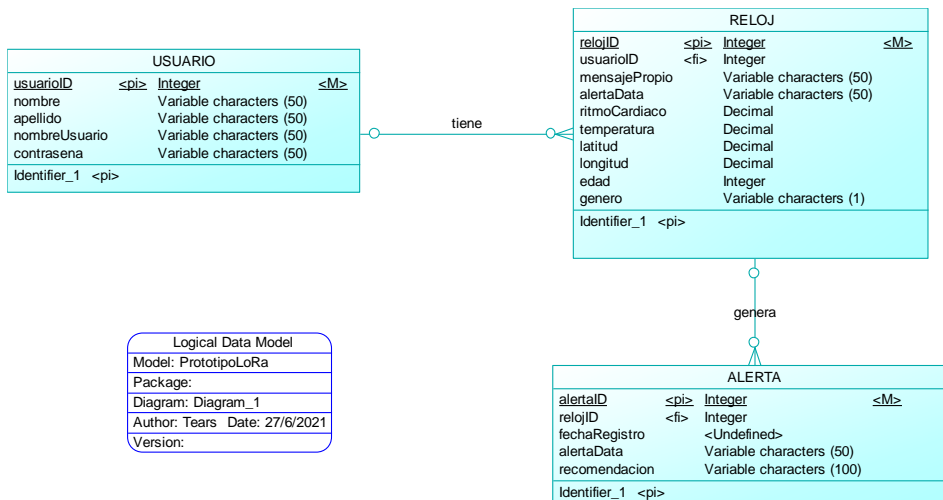 USUARIO
usuarioID <pi> Integer <M>
nombre Variable characters (50)
apellido Variable characters (50)
nombreUsuario Variable characters (50)
contrasena Variable characters (50)
Identifier_1 <pi>
tiene
RELOJ
relojID <pi> Integer <M>
usuarioID <fi> Integer
mensajePropio Variable characters (50)
alertaData Variable characters (50)
ritmoCardiaco Decimal
temperatura Decimal
latitud Decimal
longitud Decimal
edad Integer
genero Variable characters (1)
Identifier_1 <pi>
genera
Logical Data Model
Model: PrototipoLoRa
Package:
Diagram: Diagram_1
Author: Tears Date: 27/6/2021
Version:
ALERTA
alertaID <pi> Integer <M>
relojID <fi> Integer
fechaRegistro <Undefined>
alertaData Variable characters (50)
recomendacion Variable characters (100)
Identifier_1 <pi>